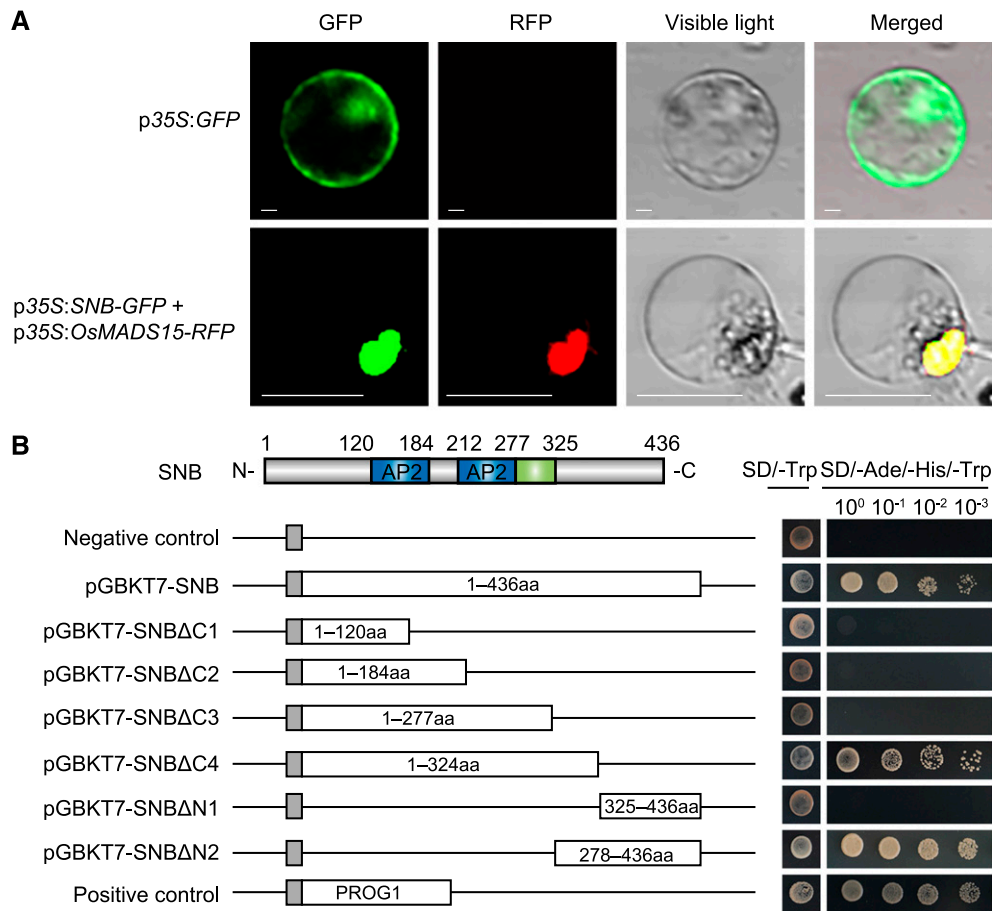 A
GFP RFP Visible light Merged
p35S:GFP
p35S:SNB-GFP +
p35S:OsMADS15-RFP
B
1 120 184 212 277 325 436
SNB N- AP2 AP2 -C
SD/-Trp SD/-Ade/-His/-Trp
10⁰ 10⁻¹ 10⁻² 10⁻³
Negative control
pGBKT7-SNB 1–436aa
pGBKT7-SNBΔC1 1–120aa
pGBKT7-SNBΔC2 1–184aa
pGBKT7-SNBΔC3 1–277aa
pGBKT7-SNBΔC4 1–324aa
pGBKT7-SNBΔN1 325–436aa
pGBKT7-SNBΔN2 278–436aa
Positive control PROG1